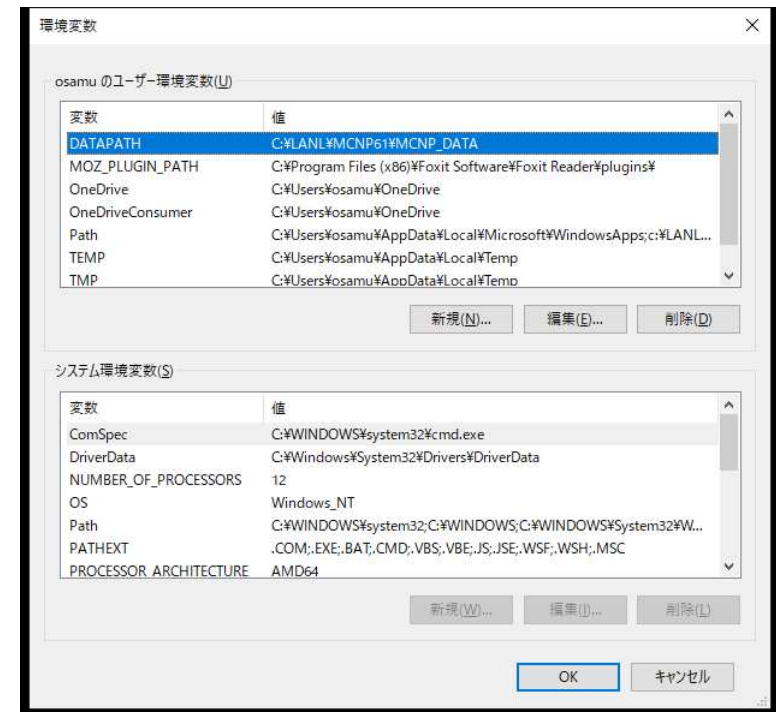 環境変数
osamu のユーザー環境変数(U)
変数 値
DATAPATH C:¥LANL¥MCNP61¥MCNP_DATA
MOZ_PLUGIN_PATH C:¥Program Files (x86)¥Foxit Software¥Foxit Reader¥plugins¥
OneDrive C:¥Users¥osamu¥OneDrive
OneDriveConsumer C:¥Users¥osamu¥OneDrive
Path C:¥Users¥osamu¥AppData¥Local¥Microsoft¥WindowsApps;c:¥LANL...
TEMP C:¥Users¥osamu¥AppData¥Local¥Temp
TMP C:¥Users¥osamu¥AppData¥Local¥Temp
新規(N)... 編集(E)... 削除(D)
システム環境変数(S)
変数 値
ComSpec C:¥WINDOWS¥system32¥cmd.exe
DriverData C:¥Windows¥System32¥Drivers¥DriverData
NUMBER_OF_PROCESSORS 12
OS Windows_NT
Path C:¥WINDOWS¥system32;C:¥WINDOWS;C:¥WINDOWS¥System32¥W...
PATHEXT .COM;.EXE;.BAT;.CMD;.VBS;.VBE;.JS;.JSE;.WSF;.WSH;.MSC
PROCESSOR_ARCHITECTURE AMD64
新規(W)... 編集(I)... 削除(L)
OK キャンセル